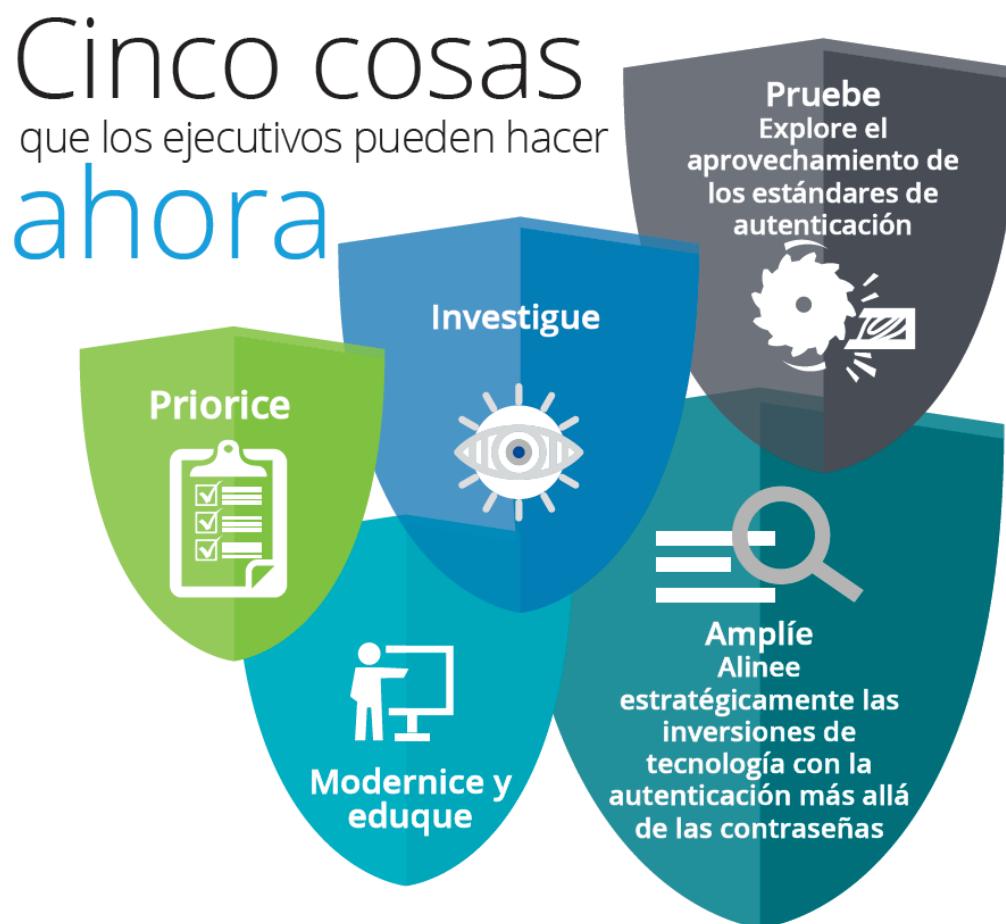 Cinco cosas
que los ejecutivos pueden hacer
ahora
Priorice
Investigue
Pruebe
Explore el
aprovechamiento de
los estándares de
autenticación
Modernice y
eduque
Amplíe
Alinee
estratégicamente las
inversiones de
tecnología con la
autenticación más allá
de las contraseñas